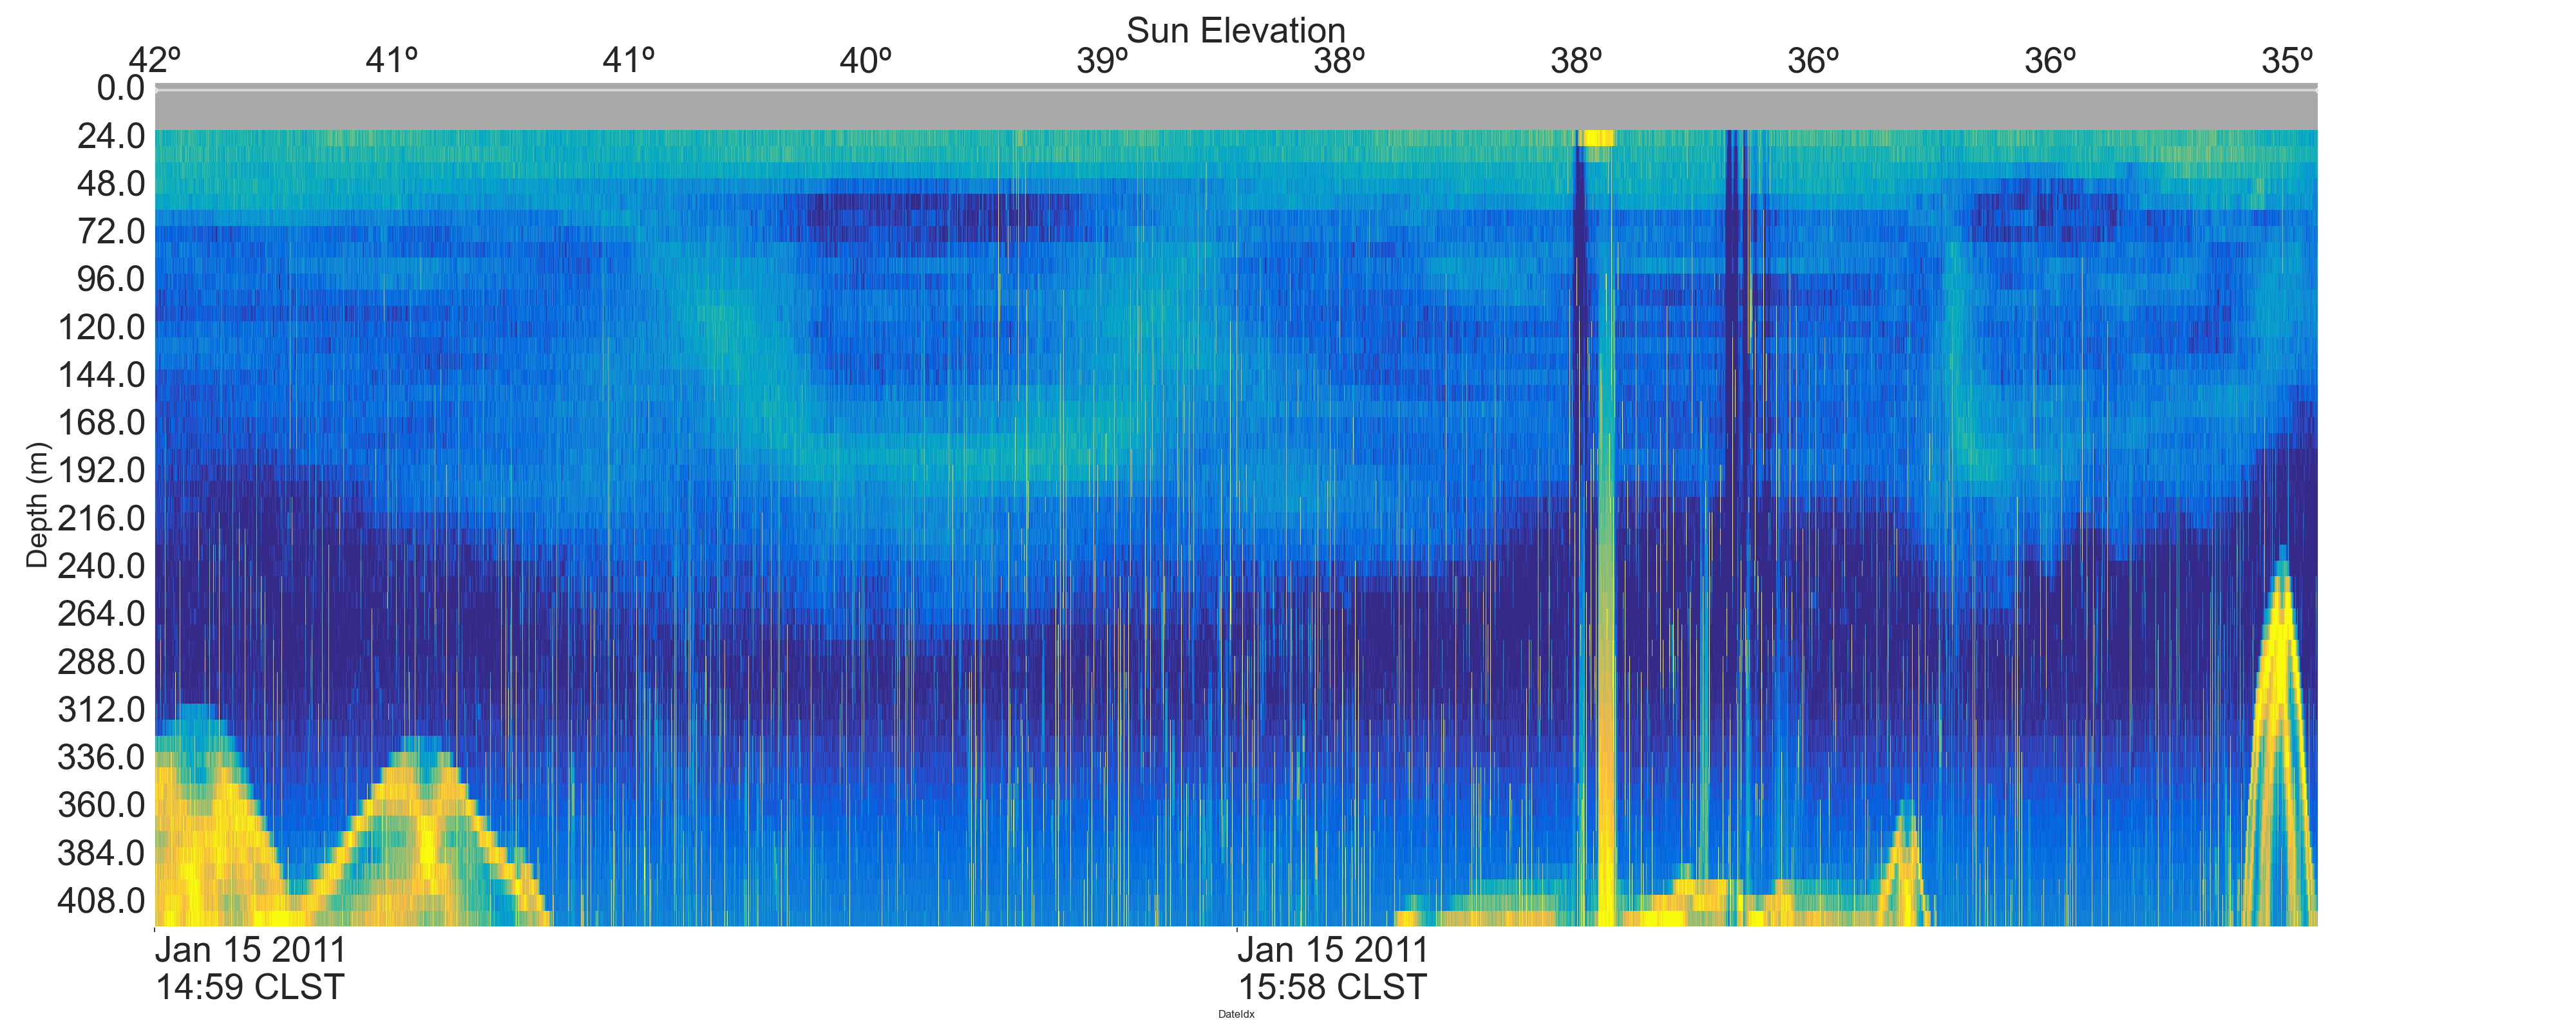 Sun Elevation
42º 41º 41º 40º 39º 38º 38º 36º 36º 35º
0.0
24.0
48.0
72.0
96.0
120.0
144.0
168.0
192.0
216.0
240.0
264.0
288.0
312.0
336.0
360.0
384.0
408.0
Depth (m)
Jan 15 2011
14:59 CLST
Jan 15 2011
15:58 CLST
DateIdx